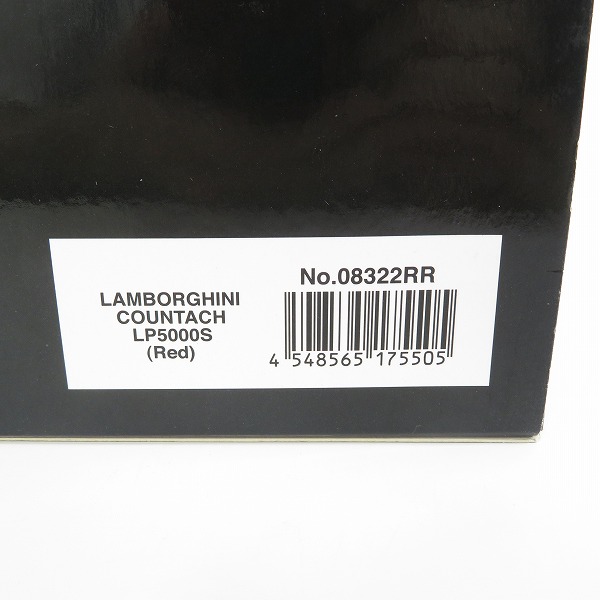 LAMBORGHINI
COUNTACH
LP5000S
(Red)
No.08322RR
4 548565 175505